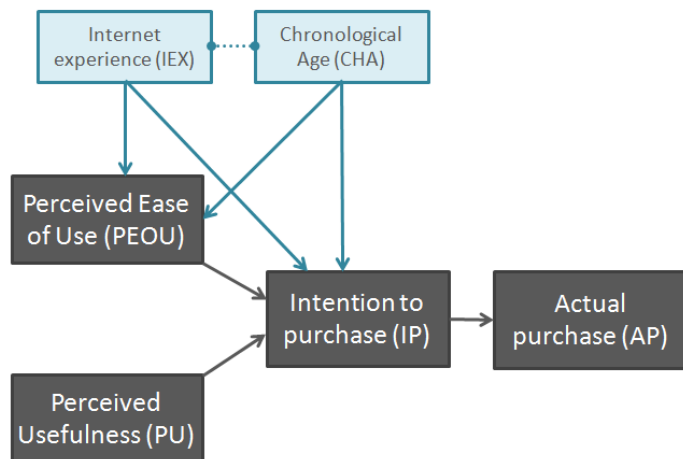 Internet
experience (IEX)
Chronological
Age (CHA)
Perceived Ease
of Use (PEOU)
Intention to
purchase (IP)
Actual
purchase (AP)
Perceived
Usefulness (PU)